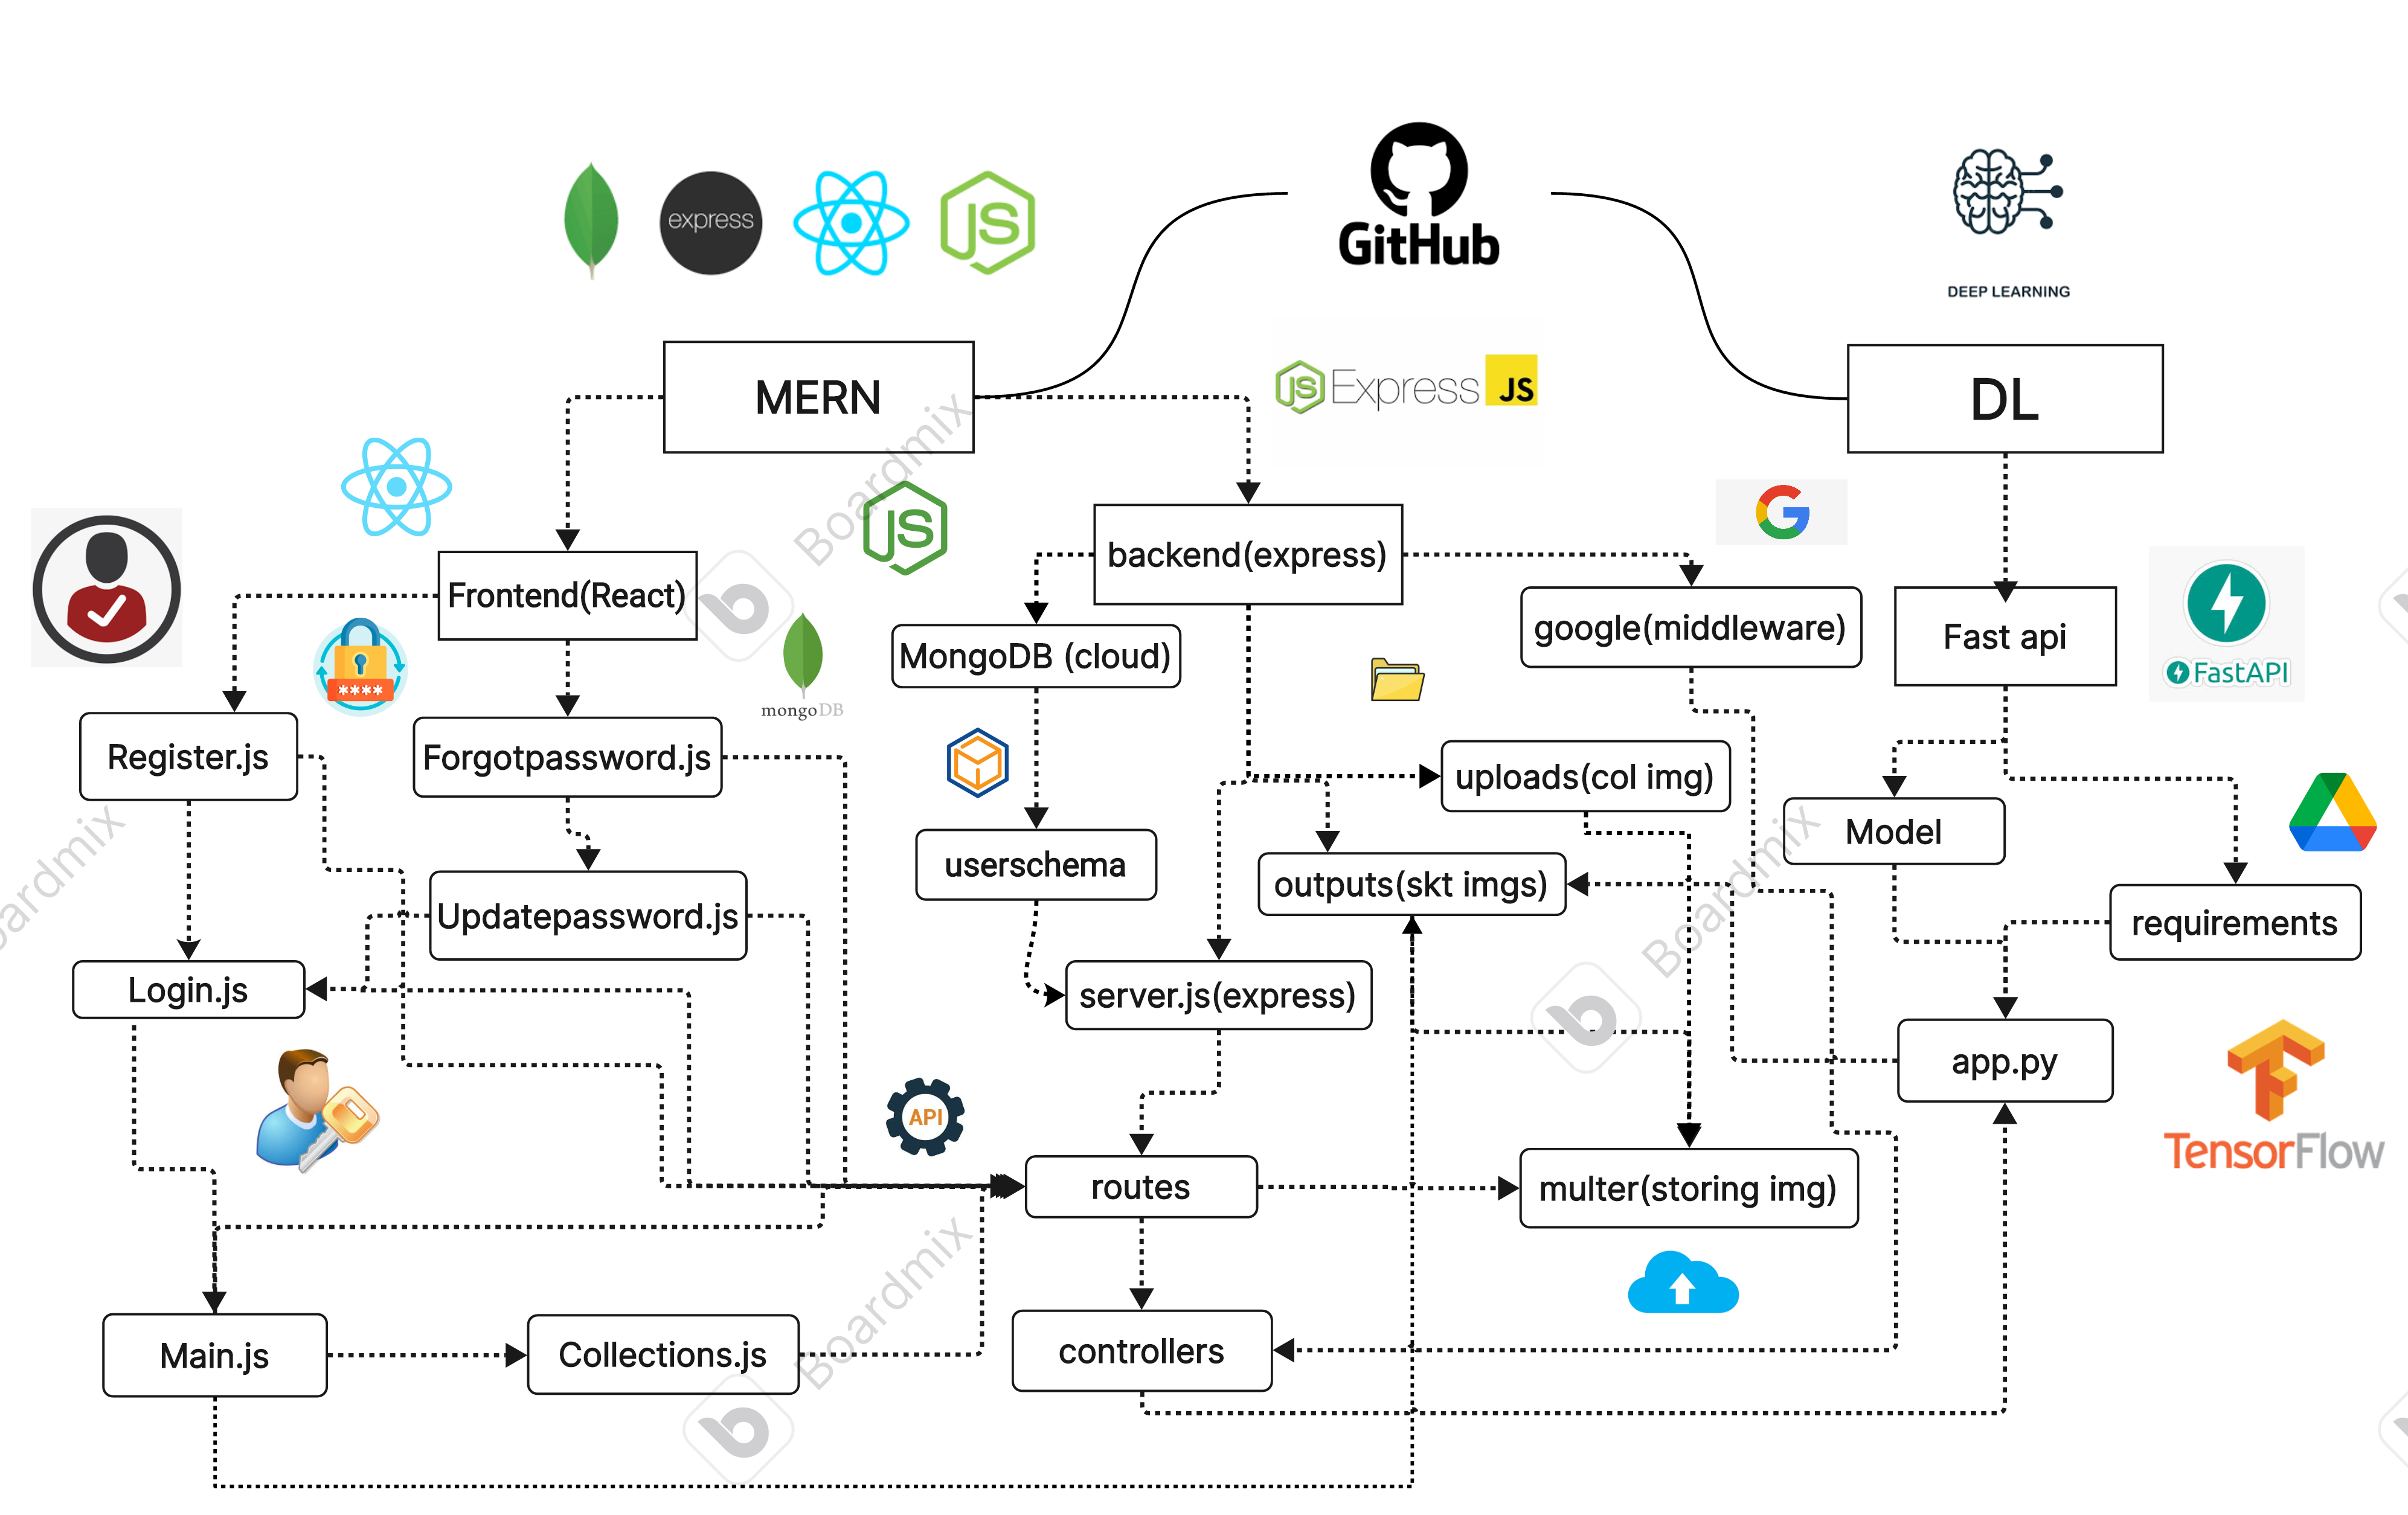 GitHub
express
JS
DEEP LEARNING
MERN
JS Express JS
DL
Boardmix
JS
backend(express)
Frontend(React)
google(middleware)
Fast api
MongoDB (cloud)
FastAPI
****
mongoDB
Register.js
Forgotpassword.js
uploads(col img)
Model
Boardmix
Boardmix
userschema
outputs(skt imgs)
Updatepassword.js
requirements
Login.js
server.js(express)
app.py
API
TensorFlow
routes
multer(storing img)
Boardmix
Main.js
Collections.js
controllers